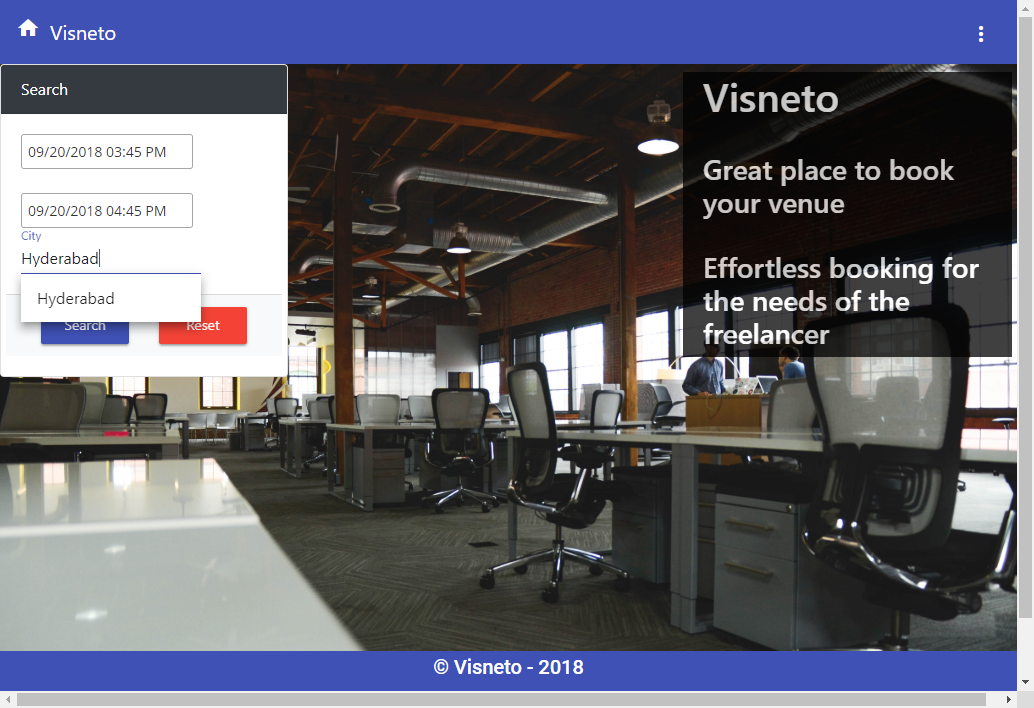 Visneto
Search
09/20/2018 03:45 PM
09/20/2018 04:45 PM
City
Hyderabad
Hyderabad
Search
Reset
Visneto
Great place to book
your venue
Effortless booking for
the needs of the
freelancer
© Visneto - 2018